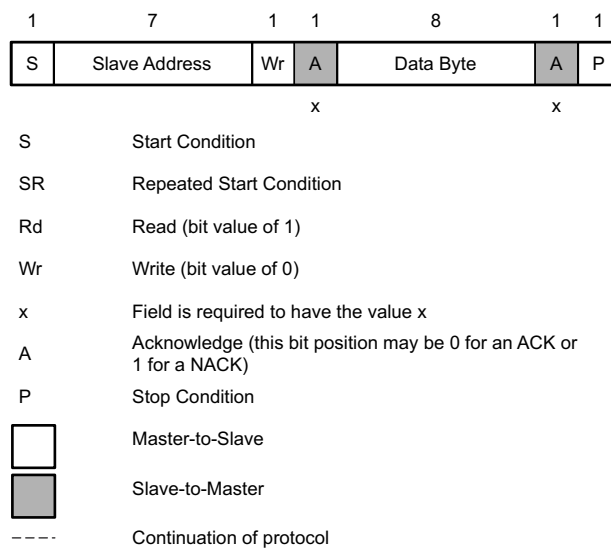 1 7 1 1 8 1 1
S Slave Address Wr A Data Byte A P
x x
S Start Condition
SR Repeated Start Condition
Rd Read (bit value of 1)
Wr Write (bit value of 0)
x Field is required to have the value x
A Acknowledge (this bit position may be 0 for an ACK or
1 for a NACK)
P Stop Condition
Master-to-Slave
Slave-to-Master
Continuation of protocol